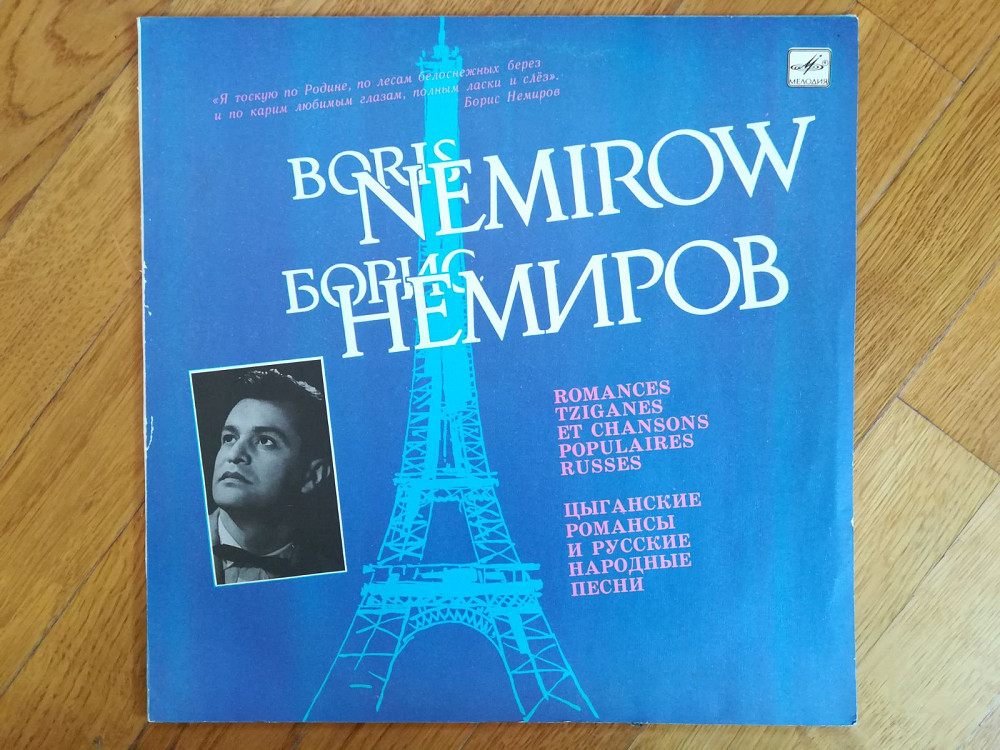 «Я тоскую по Родине, по лесам белоснежных берез
и по карим любимым глазам, полным ласки и слёз».
Борис Немиров
МЕЛОДИЯ
BORIS
NEMIROW
БОРИС
НЕМИРОВ
ROMANCES
TZIGANES
ET CHANSONS
POPULAIRES
RUSSES
ЦЫГАНСКИЕ
РОМАНСЫ
И РУССКИЕ
НАРОДНЫЕ
ПЕСНИ